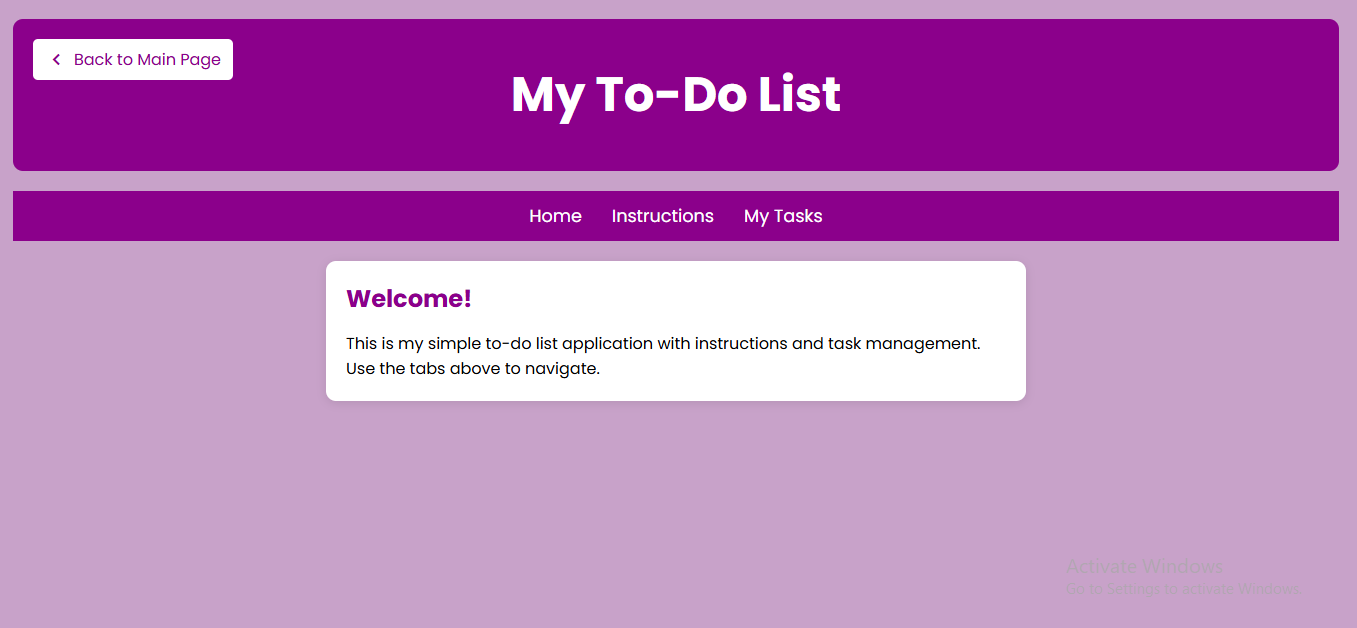 Back to Main Page
My To-Do List
Home Instructions My Tasks
Welcome!
This is my simple to-do list application with instructions and task management.
Use the tabs above to navigate.
Activate Windows
Go to Settings to activate Windows.